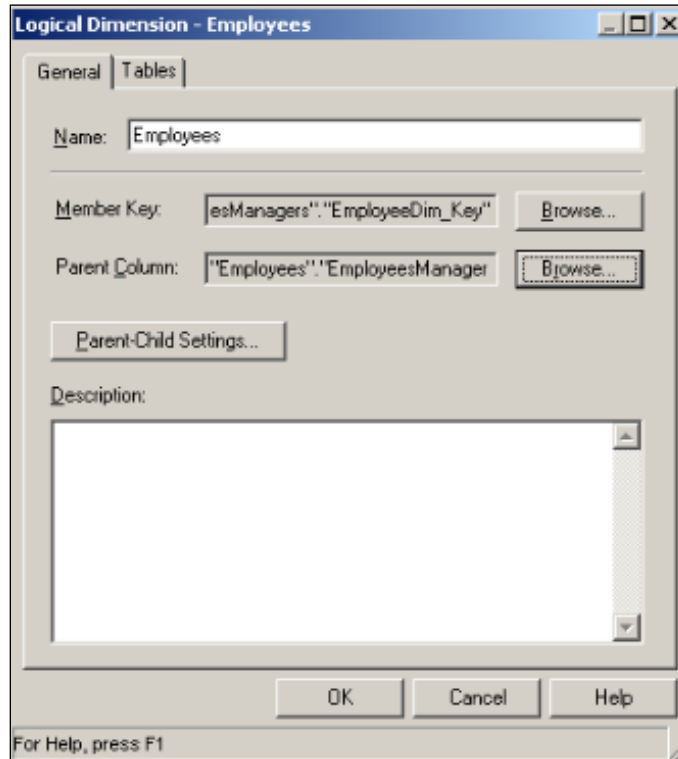 Logical Dimension - Employees
General Tables
Name: Employees
Member Key: esManagers"."EmployeeDim_Key" Browse...
Parent Column: "Employees"."EmployeesManager Browse...
Parent-Child Settings...
Description:
OK Cancel Help
For Help, press F1